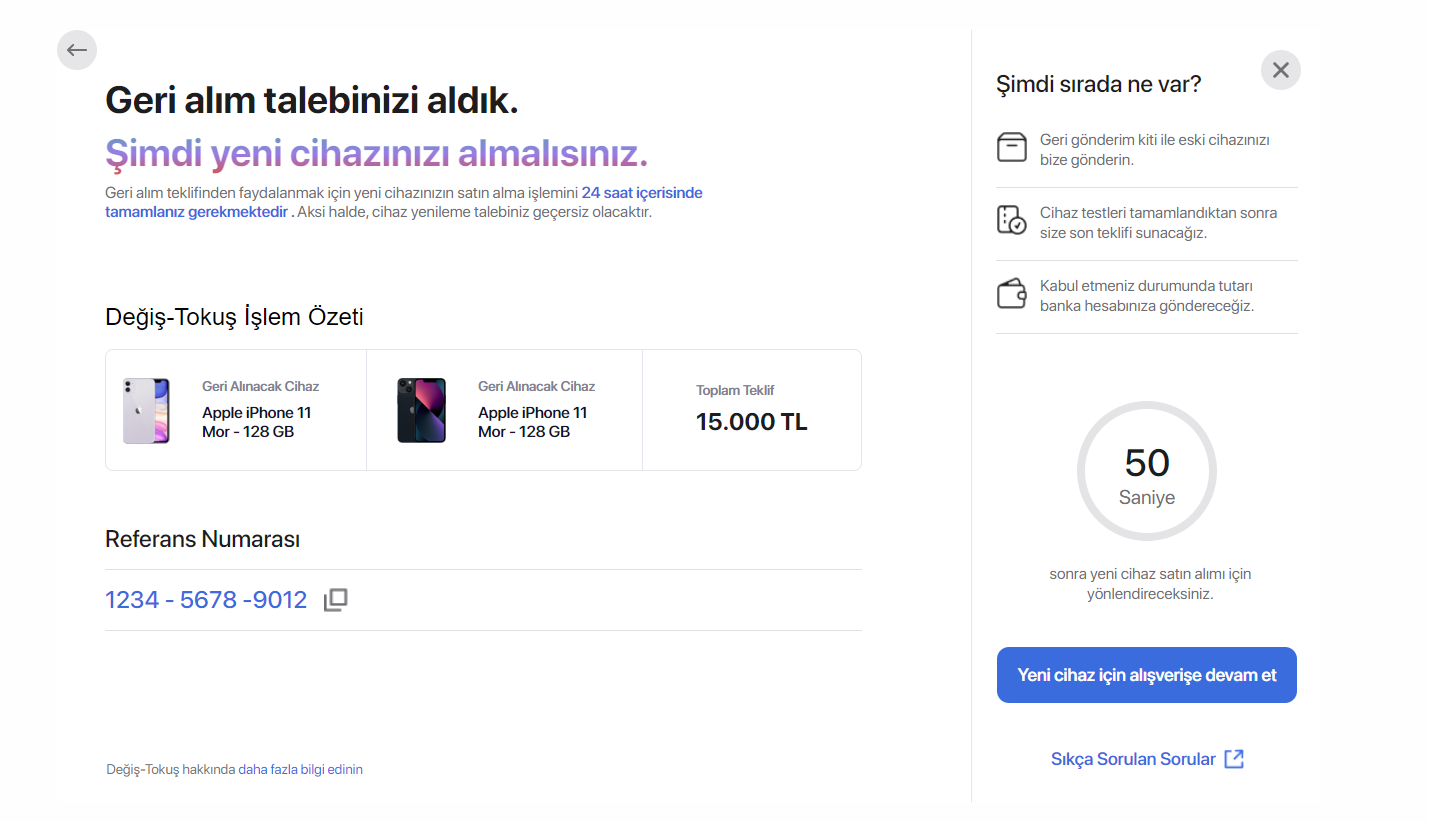 Geri alım talebinizi aldık.
Şimdi yeni cihazınızı almalısınız.
Geri alım teklifinden faydalanmak için yeni cihazınızın satın alma işlemini 24 saat içerisinde
tamamlanız gerekmektedir . Aksi halde, cihaz yenileme talebiniz geçersiz olacaktır.
Değiş-Tokuş İşlem Özeti
Geri Alınacak Cihaz
Apple iPhone 11
Mor - 128 GB
Geri Alınacak Cihaz
Apple iPhone 11
Mor - 128 GB
Toplam Teklif
15.000 TL
Referans Numarası
1234 - 5678 -9012
Değiş-Tokuş hakkında daha fazla bilgi edinin
Şimdi sırada ne var?
Geri gönderim kiti ile eski cihazınızı
bize gönderin.
Cihaz testleri tamamlandıktan sonra
size son teklifi sunacağız.
Kabul etmeniz durumunda tutarı
banka hesabınıza göndereceğiz.
50
Saniye
sonra yeni cihaz satın alımı için
yönlendireceksiniz.
Yeni cihaz için alışverişe devam et
Sıkça Sorulan Sorular